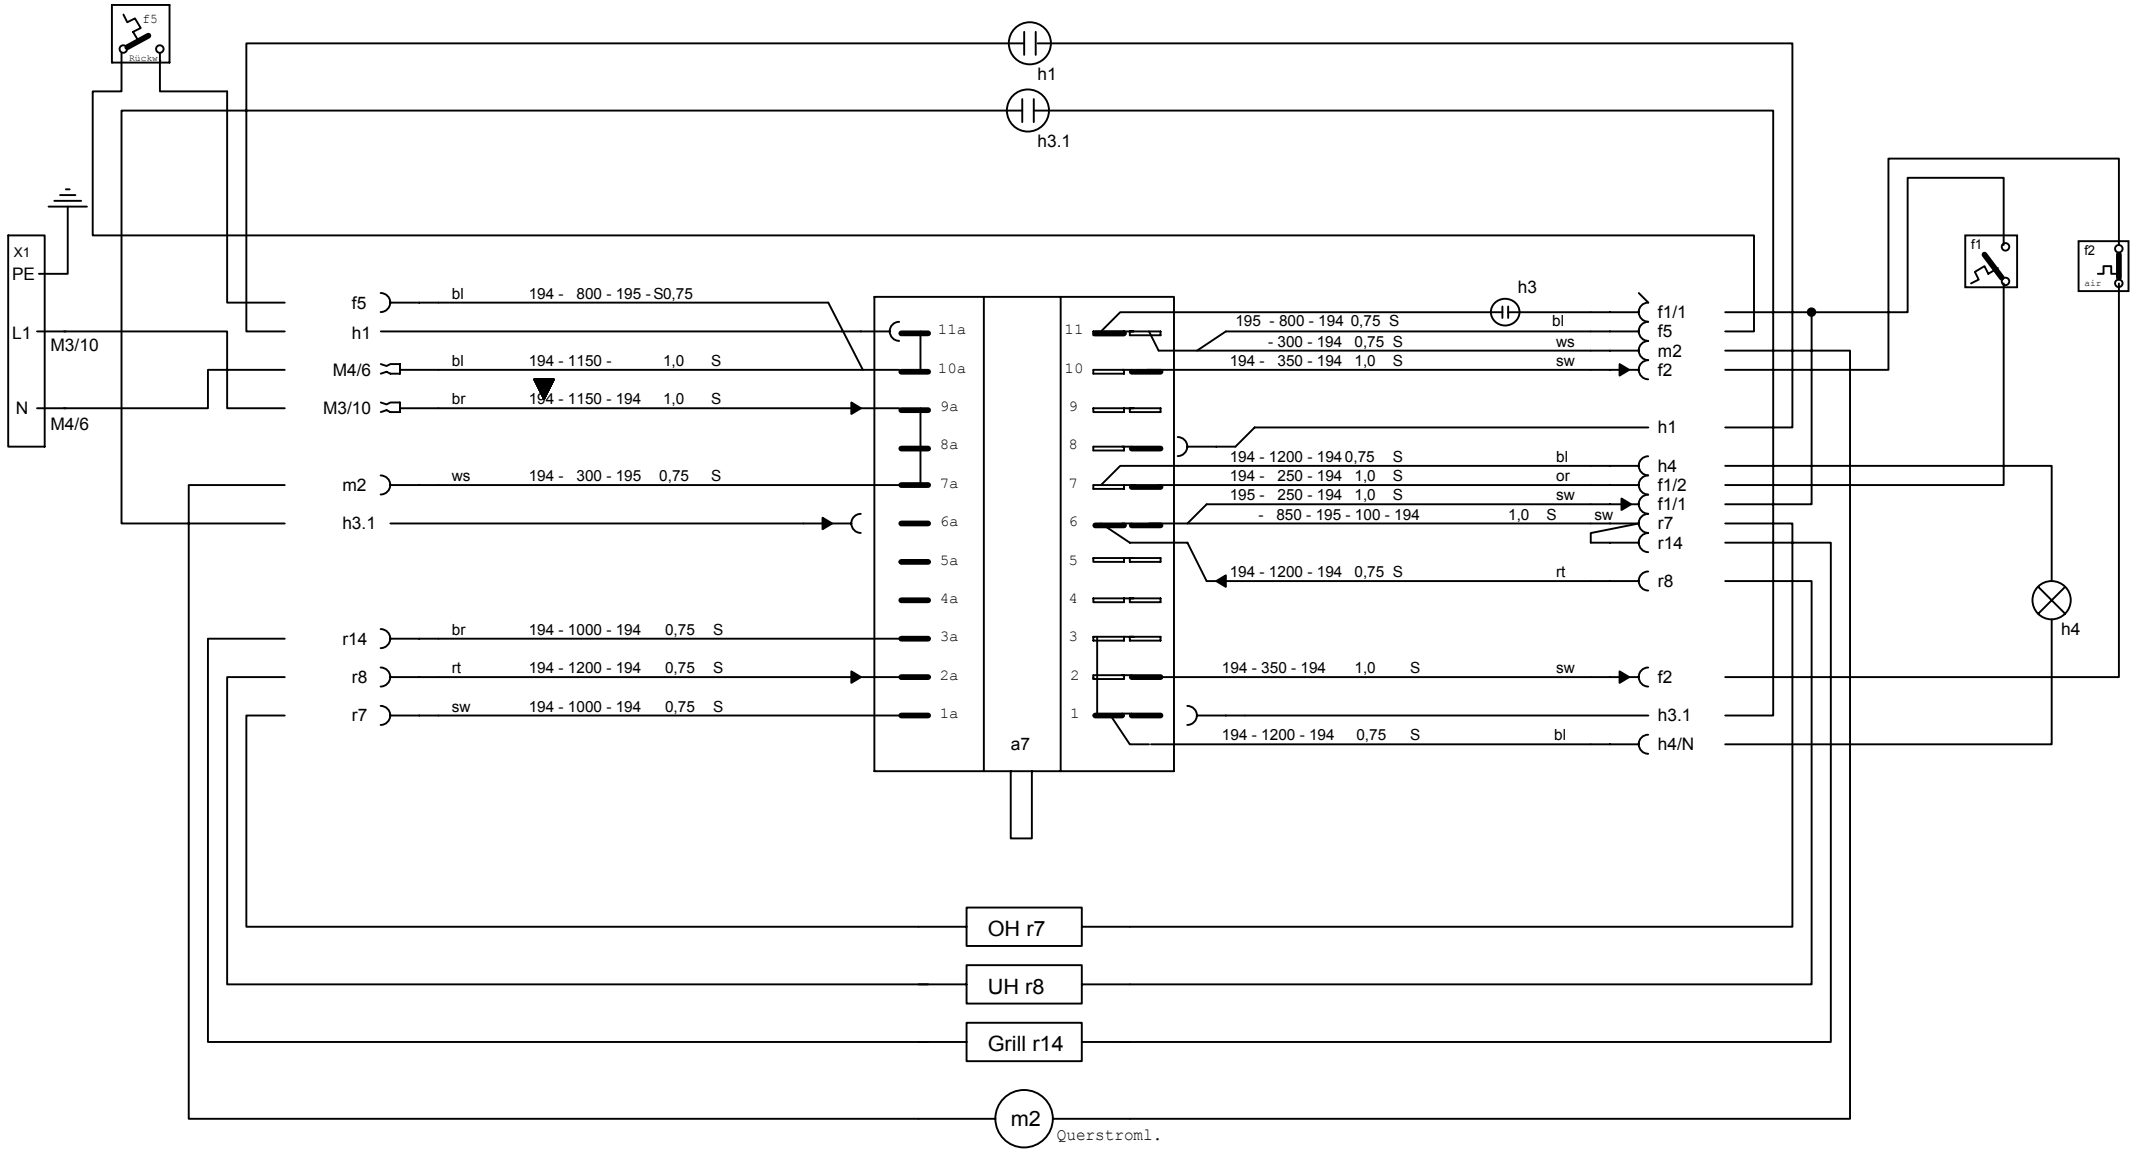 f5
Rückw
h1
h3.1
X1
PE
L1
M3/10
N
M4/6
f5 bl 194 - 800 - 195 - S0,75
h1
M4/6 bl 194 - 1150 - 1,0 S
M3/10 br 194 - 1150 - 194 1,0 S
m2 ws 194 - 300 - 195 0,75 S
h3.1
r14 br 194 - 1000 - 194 0,75 S
r8 rt 194 - 1200 - 194 0,75 S
r7 sw 194 - 1000 - 194 0,75 S
11a
10a
9a
8a
7a
6a
5a
4a
3a
2a
1a
a7
11
10
9
8
7
6
5
4
3
2
1
h3
f1/1
195 - 800 - 194 0,75 S bl f5
- 300 - 194 0,75 S ws m2
194 - 350 - 194 1,0 S sw f2
h1
194 - 1200 - 194 0,75 S bl h4
194 - 250 - 194 1,0 S or f1/2
195 - 250 - 194 1,0 S sw f1/1
- 850 - 195 - 100 - 194 1,0 S sw r7
r14
194 - 1200 - 194 0,75 S rt r8
194 - 350 - 194 1,0 S sw f2
h3.1
194 - 1200 - 194 0,75 S bl h4/N
f1
f2
air
h4
OH r7
UH r8
Grill r14
m2
Querstroml.